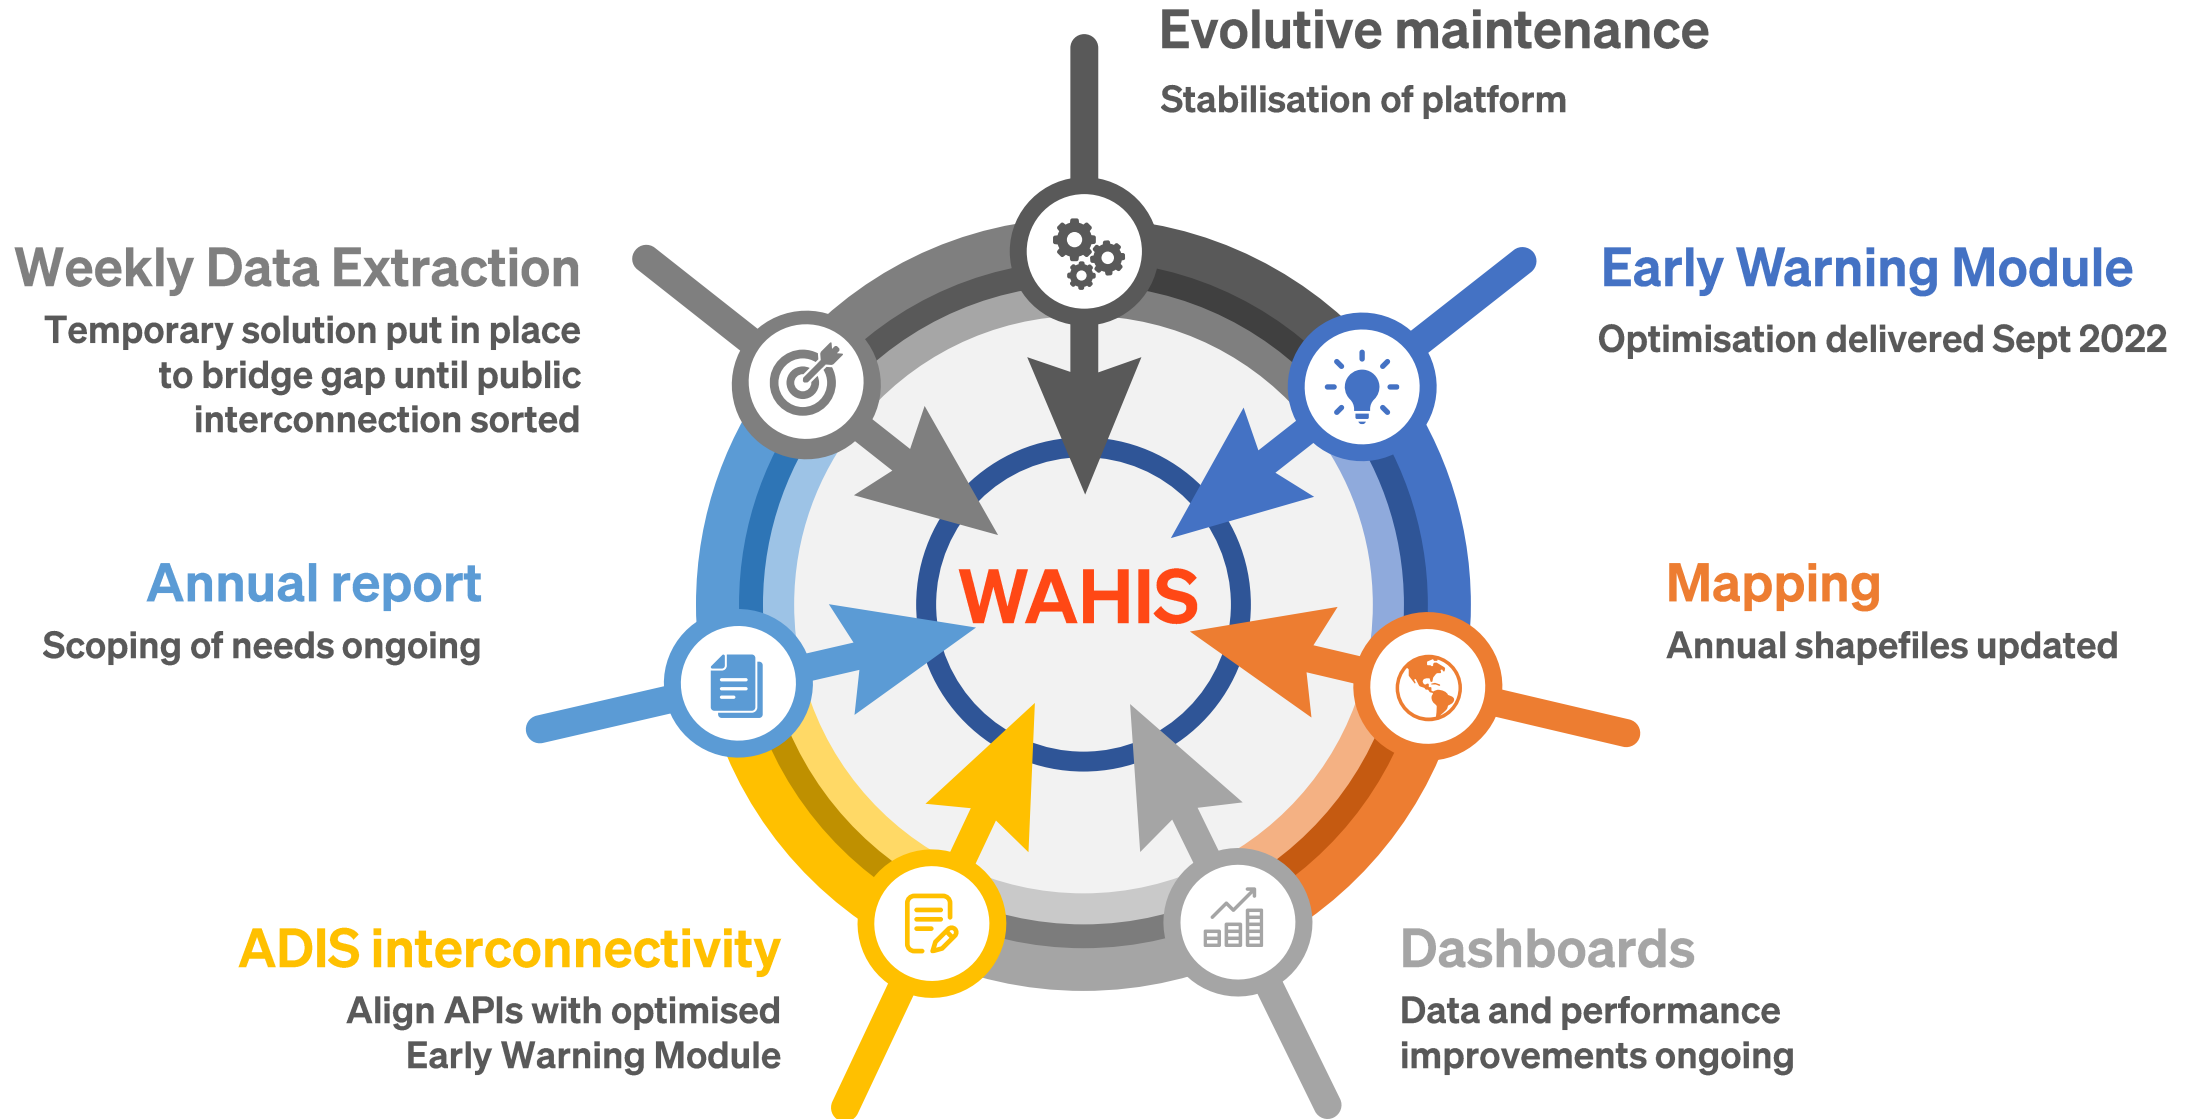 Evolutive maintenance
Stabilisation of platform
Weekly Data Extraction
Temporary solution put in place
to bridge gap until public
interconnection sorted
Early Warning Module
Optimisation delivered Sept 2022
Annual report
Scoping of needs ongoing
WAHIS
Mapping
Annual shapefiles updated
ADIS interconnectivity
Align APIs with optimised
Early Warning Module
Dashboards
Data and performance
improvements ongoing